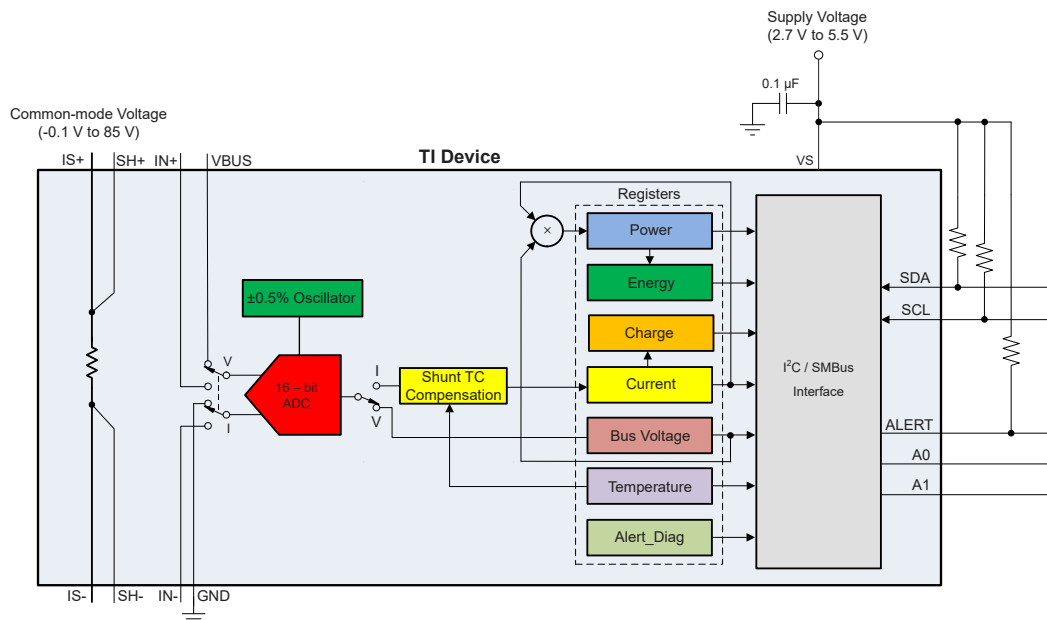 Supply Voltage
(2.7 V to 5.5 V)
0.1 µF
Common-mode Voltage
(-0.1 V to 85 V)
IS+ SH+ IN+ VBUS
TI Device
VS
Registers
×
Power
Energy
±0.5% Oscillator
Charge
V
16 – bit
ADC
I
I
Shunt TC
Compensation
V
Current
Bus Voltage
Temperature
Alert_Diag
I²C / SMBus
Interface
SDA
SCL
ALERT
A0
A1
IS- SH- IN- GND